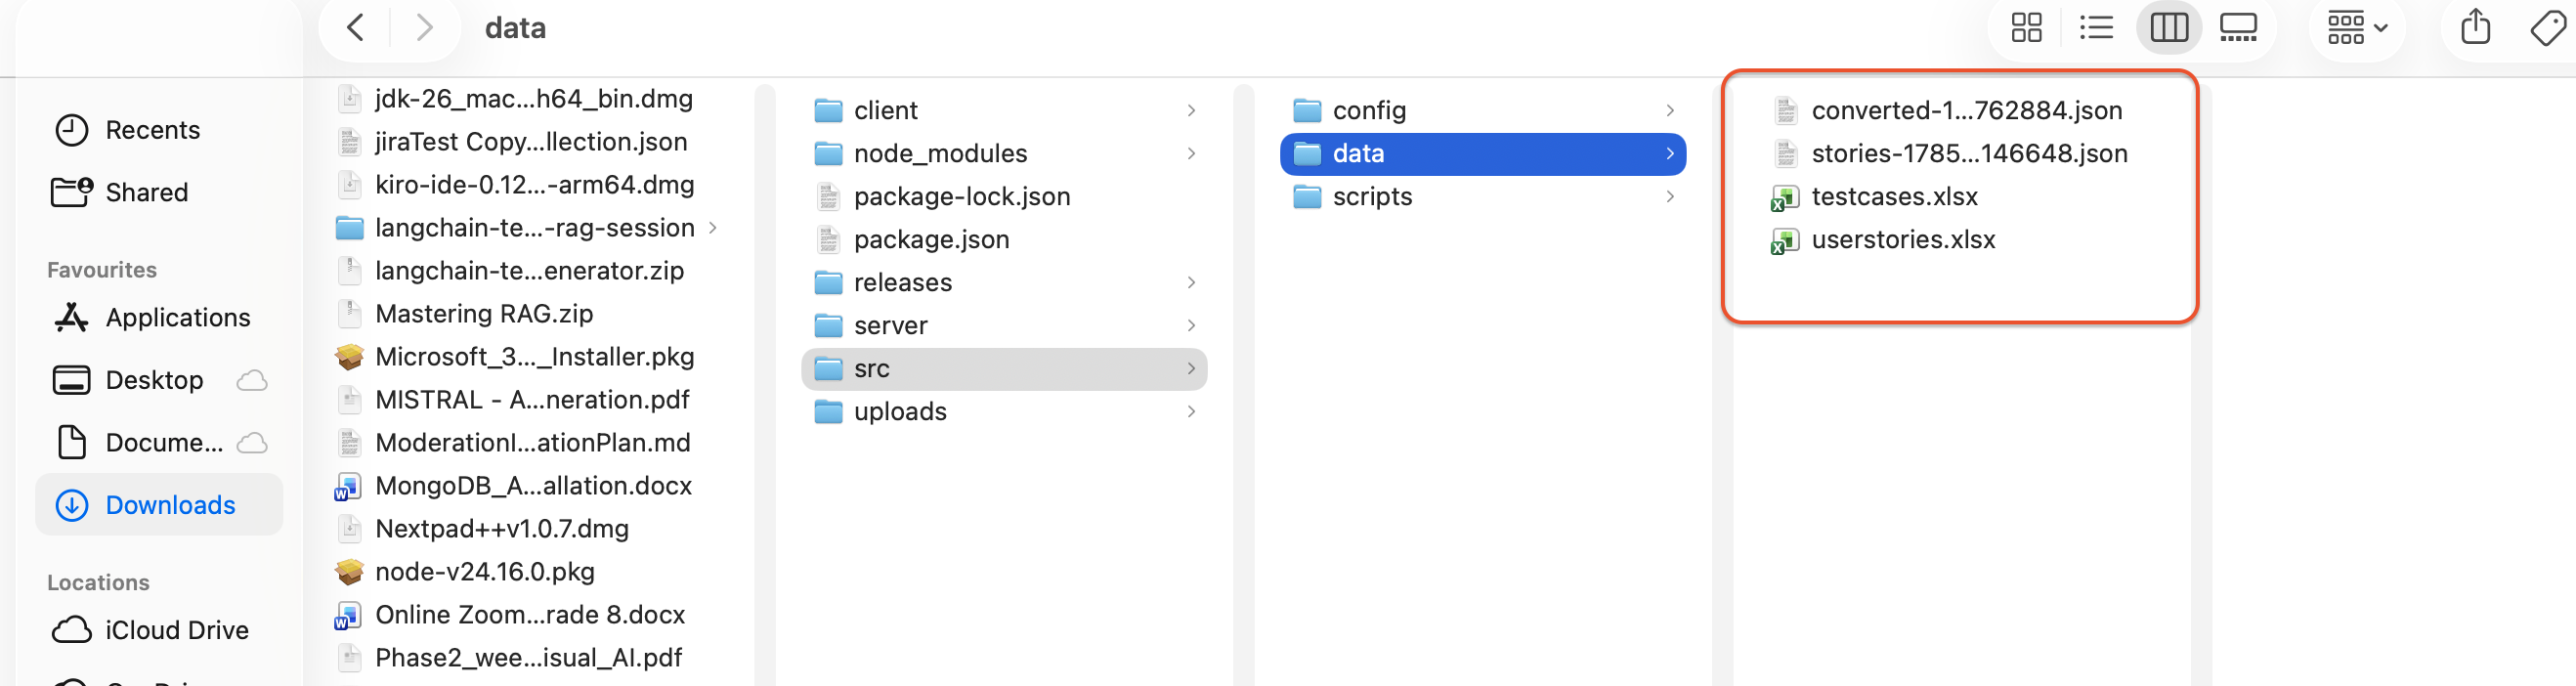 data
Recents
Shared
Favourites
Applications
Desktop
Docume...
Downloads
Locations
iCloud Drive
jdk-26_mac...h64_bin.dmg
jiraTest Copy...llection.json
kiro-ide-0.12...-arm64.dmg
langchain-te...-rag-session
langchain-te...enerator.zip
Mastering RAG.zip
Microsoft_3..._Installer.pkg
MISTRAL - A...neration.pdf
ModerationI...ationPlan.md
MongoDB_A...allation.docx
Nextpad++v1.0.7.dmg
node-v24.16.0.pkg
Online Zoom...rade 8.docx
Phase2_wee...isual_AI.pdf
client
node_modules
package-lock.json
package.json
releases
server
src
uploads
config
data
scripts
converted-1...762884.json
stories-1785...146648.json
testcases.xlsx
userstories.xlsx